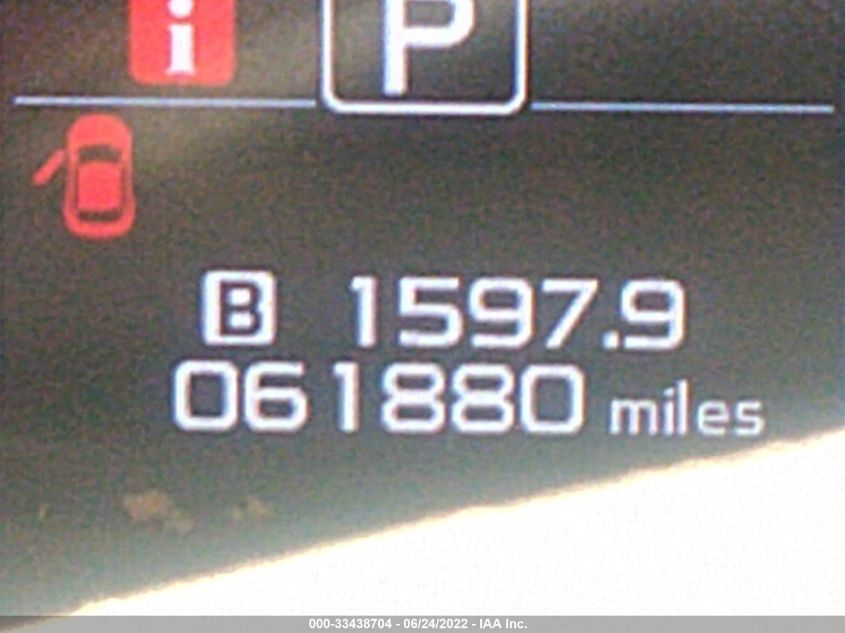 i P
B 1597.9
061880 miles
000-33438704 - 06/24/2022 - IAA Inc.